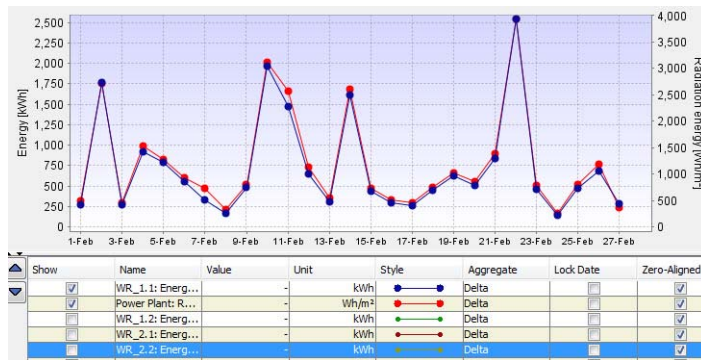 2,500
2,250
2,000
1,750
1,500
1,250
1,000
750
500
250
0
Energy [kWh]
4,000
3,500
3,000
2,500
2,000
1,500
1,000
500
0
Radiation energy [Wh/m²]
1-Feb 3-Feb 5-Feb 7-Feb 9-Feb 11-Feb 13-Feb 15-Feb 17-Feb 19-Feb 21-Feb 23-Feb 25-Feb 27-Feb
Show Name Value Unit Style Aggregate Lock Date Zero-Aligned
WR_1.1: Energ... - kWh Delta
Power Plant: R... - Wh/m² Delta
WR_1.2: Energ... - kWh Delta
WR_2.1: Energ... - kWh Delta
WR_2.2: Energ... - kWh Delta